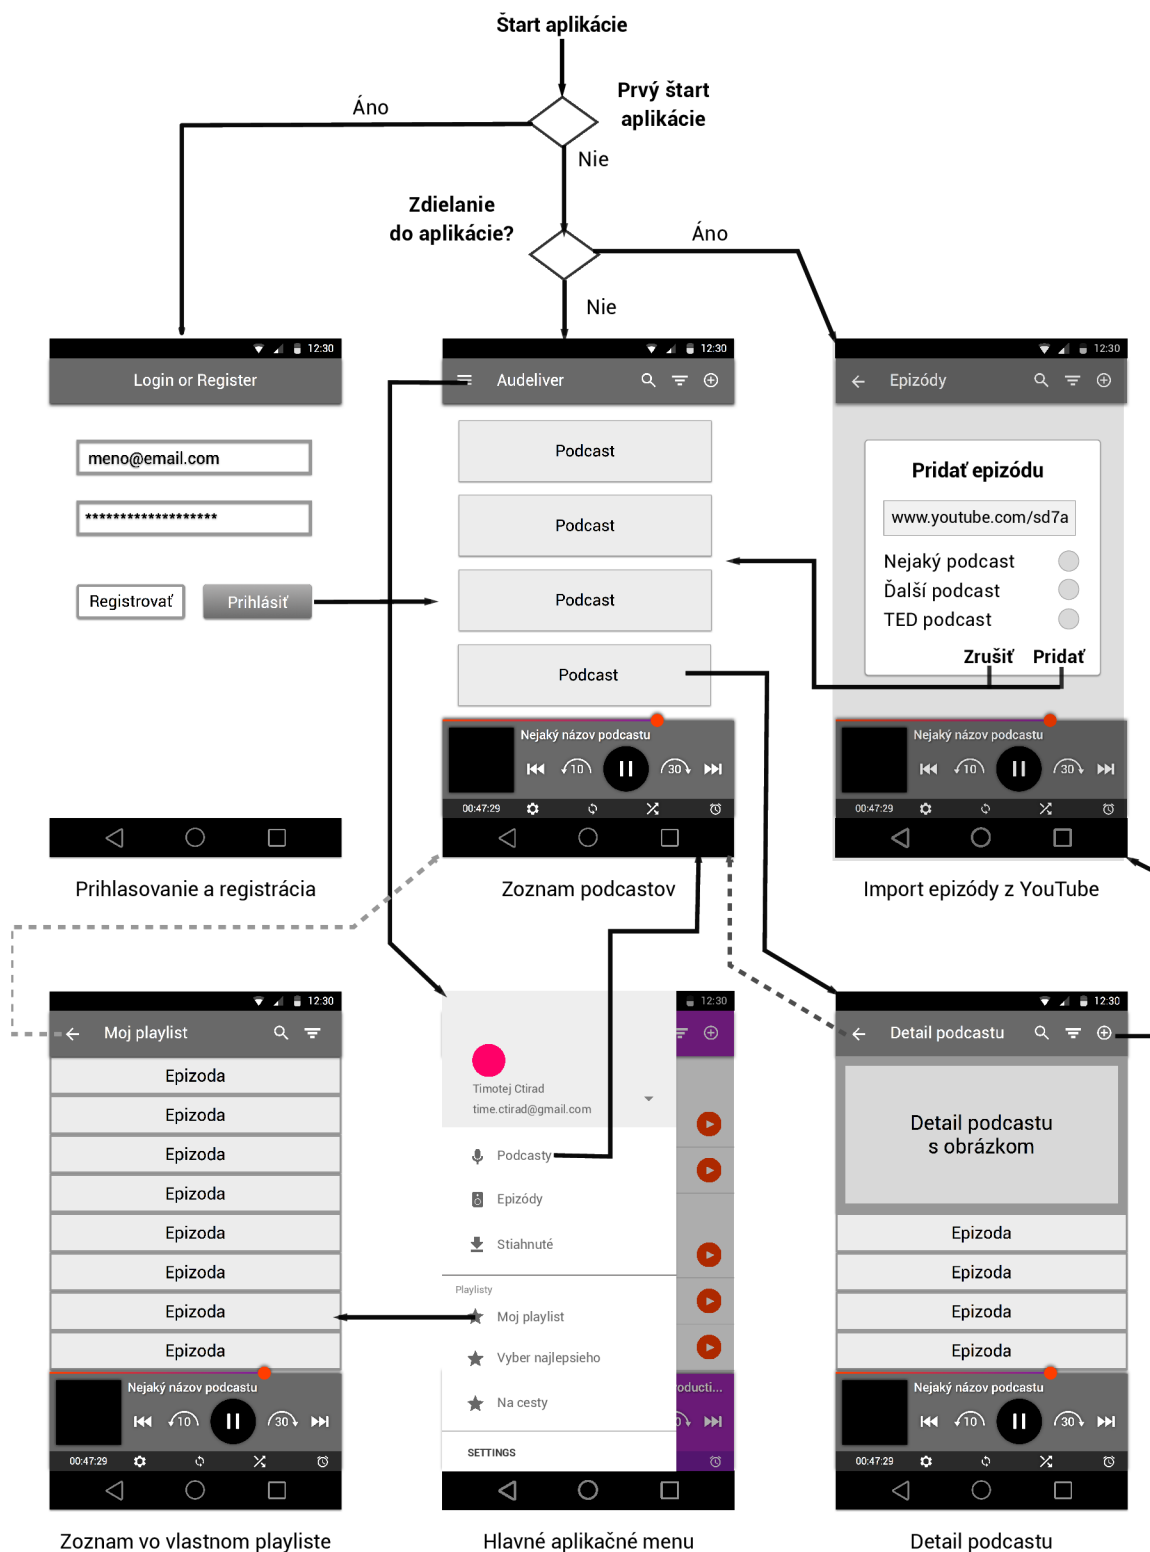 Štart aplikácie
Prvý štart
aplikácie
Áno
Nie
Zdielanie
do aplikácie?
Áno
Nie
12:30
Login or Register
meno@email.com
*******************
Registrovať
Prihlásiť
Prihlasovanie a registrácia
12:30
Audeliver
Podcast
Podcast
Podcast
Podcast
Nejaký názov podcastu
10
30
00:47:29
Zoznam podcastov
12:30
Epizódy
Pridať epizódu
www.youtube.com/sd7a
Nejaký podcast
Ďalší podcast
TED podcast
Zrušiť Pridať
Nejaký názov podcastu
10
30
00:47:29
Import epizódy z YouTube
12:30
Moj playlist
Epizoda
Epizoda
Epizoda
Epizoda
Epizoda
Epizoda
Epizoda
Epizoda
Nejaký názov podcastu
10
30
00:47:29
Zoznam vo vlastnom playliste
12:30
Timotej Ctirad
time.ctirad@gmail.com
Podcasty
Epizódy
Stiahnuté
Playlisty
Moj playlist
Vyber najlepsieho
Na cesty
SETTINGS
oducti...
Hlavné aplikačné menu
12:30
Detail podcastu
Detail podcastu
s obrázkom
Epizoda
Epizoda
Epizoda
Epizoda
Nejaký názov podcastu
10
30
00:47:29
Detail podcastu